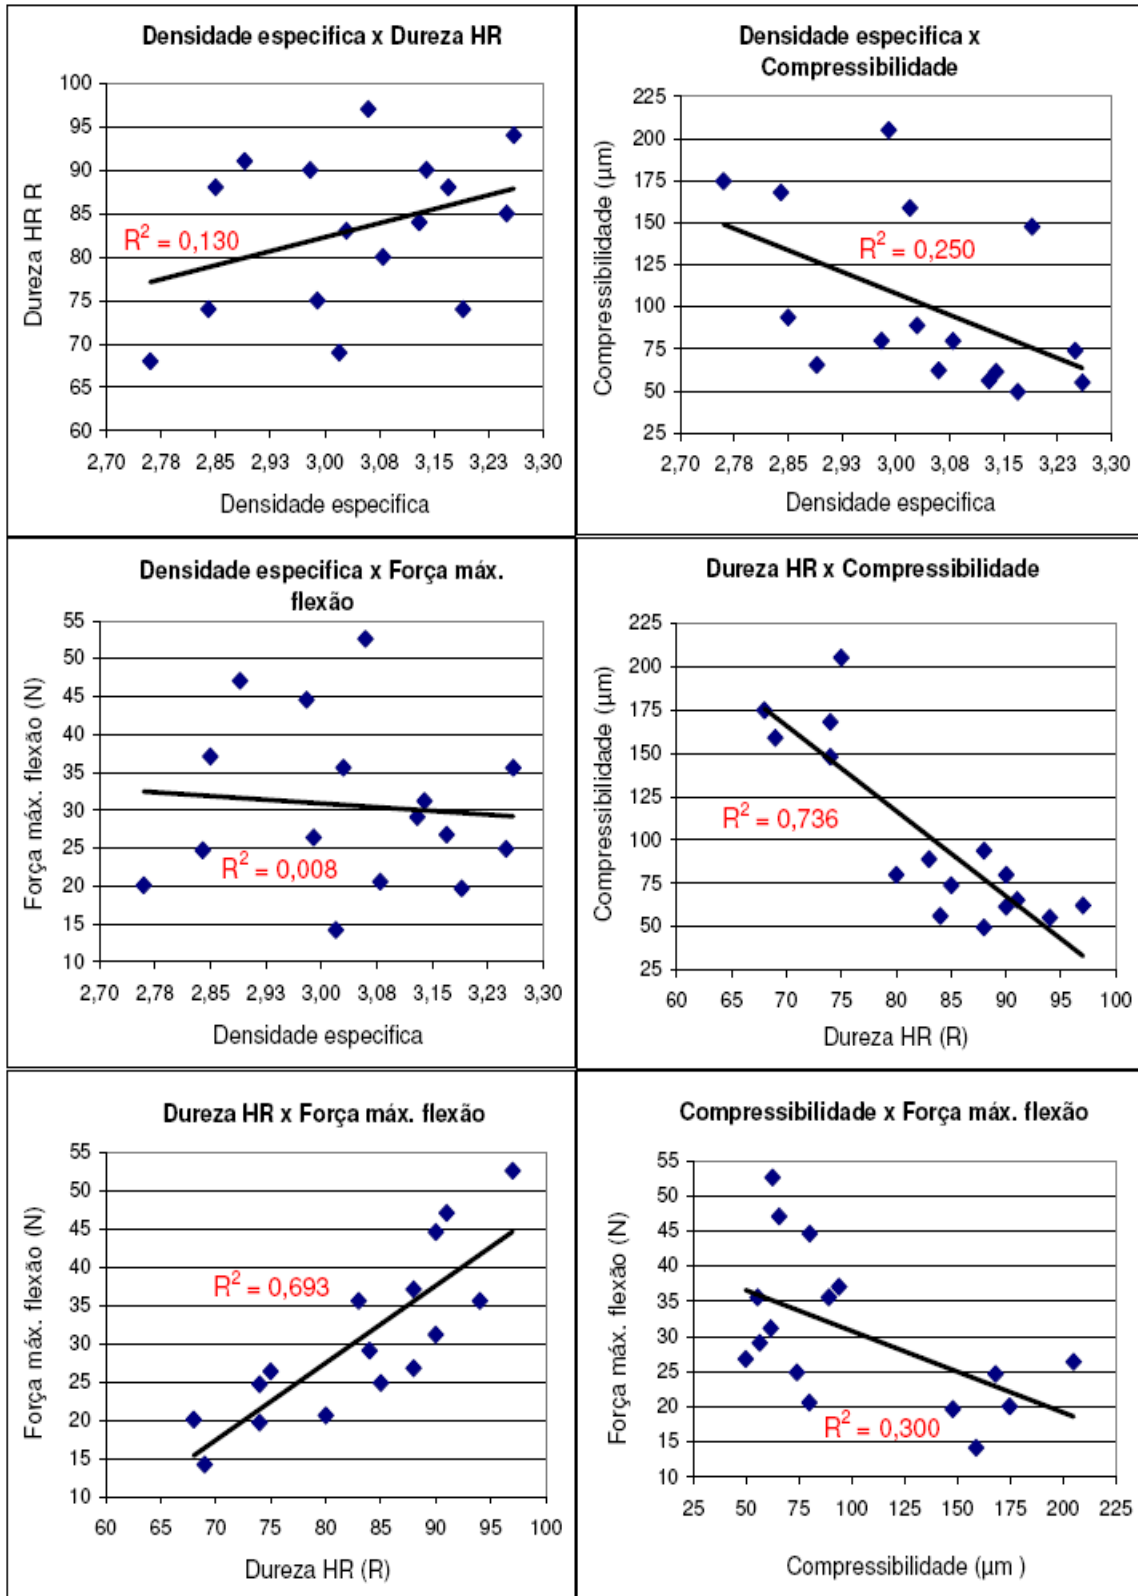 Densidade especifica x Dureza HR
100
95
90
85
80
75
70
65
60
Dureza HR R
R² = 0,130
2,70 2,78 2,85 2,93 3,00 3,08 3,15 3,23 3,30
Densidade especifica
Densidade especifica x
Compressibilidade
225
200
175
150
125
100
75
50
25
Compressibilidade (µm)
R² = 0,250
2,70 2,78 2,85 2,93 3,00 3,08 3,15 3,23 3,30
Densidade especifica
Densidade especifica x Força máx.
flexão
55
50
45
40
35
30
25
20
15
10
Força máx. flexão (N)
R² = 0,008
2,70 2,78 2,85 2,93 3,00 3,08 3,15 3,23 3,30
Densidade especifica
Dureza HR x Compressibilidade
225
200
175
150
125
100
75
50
25
Compressibilidade (µm)
R² = 0,736
60 65 70 75 80 85 90 95 100
Dureza HR (R)
Dureza HR x Força máx. flexão
55
50
45
40
35
30
25
20
15
10
Força máx. flexão (N)
R² = 0,693
60 65 70 75 80 85 90 95 100
Dureza HR (R)
Compressibilidade x Força máx. flexão
55
50
45
40
35
30
25
20
15
10
Força máx. flexão (N)
R² = 0,300
25 50 75 100 125 150 175 200 225
Compressibilidade (µm )